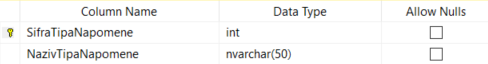 Column Name Data Type Allow Nulls
SifraTipaNapomene int
NazivTipaNapomene nvarchar(50)